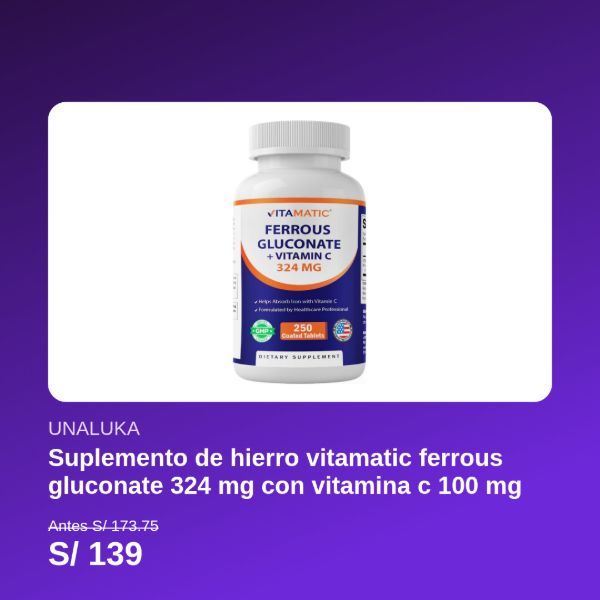 VITAMATIC®
FERROUS
GLUCONATE
+ VITAMIN C
324 MG
✓ Helps Absorb Iron with Vitamin C
✓ Formulated by Healthcare Professional
GMP
250
Coated Tablets
DIETARY SUPPLEMENT
UNALUKA
Suplemento de hierro vitamatic ferrous
gluconate 324 mg con vitamina c 100 mg
Antes S/ 173.75
S/ 139